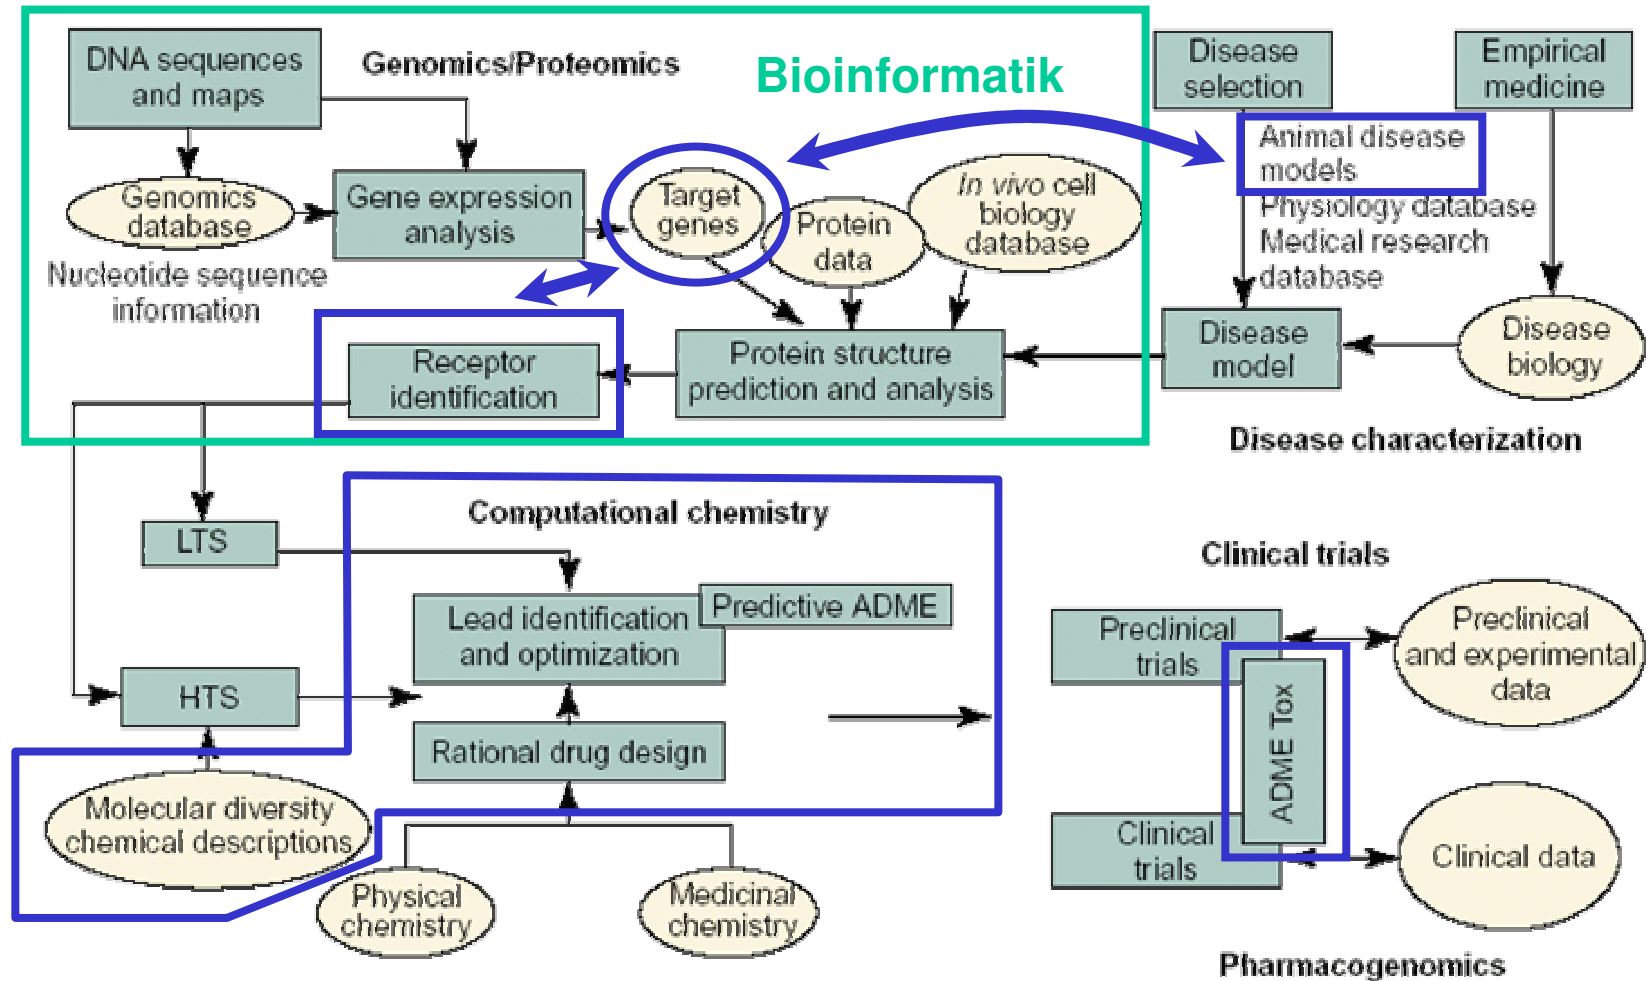 DNA sequences
and maps
Genomics/Proteomics
Bioinformatik
Genomics
database
Nucleotide sequence
information
Gene expression
analysis
Target
genes
Protein
data
In vivo cell
biology
database
Receptor
identification
Protein structure
prediction and analysis
Disease
selection
Empirical
medicine
Animal disease
models
Physiology database
Medical research
database
Disease
model
Disease
biology
Disease characterization
LTS
HTS
Molecular diversity
chemical descriptions
Computational chemistry
Lead identification
and optimization
Predictive ADME
Rational drug design
Physical
chemistry
Medicinal
chemistry
Clinical trials
Preclinical
trials
ADME Tox
Clinical
trials
Preclinical
and experimental
data
Clinical data
Pharmacogenomics